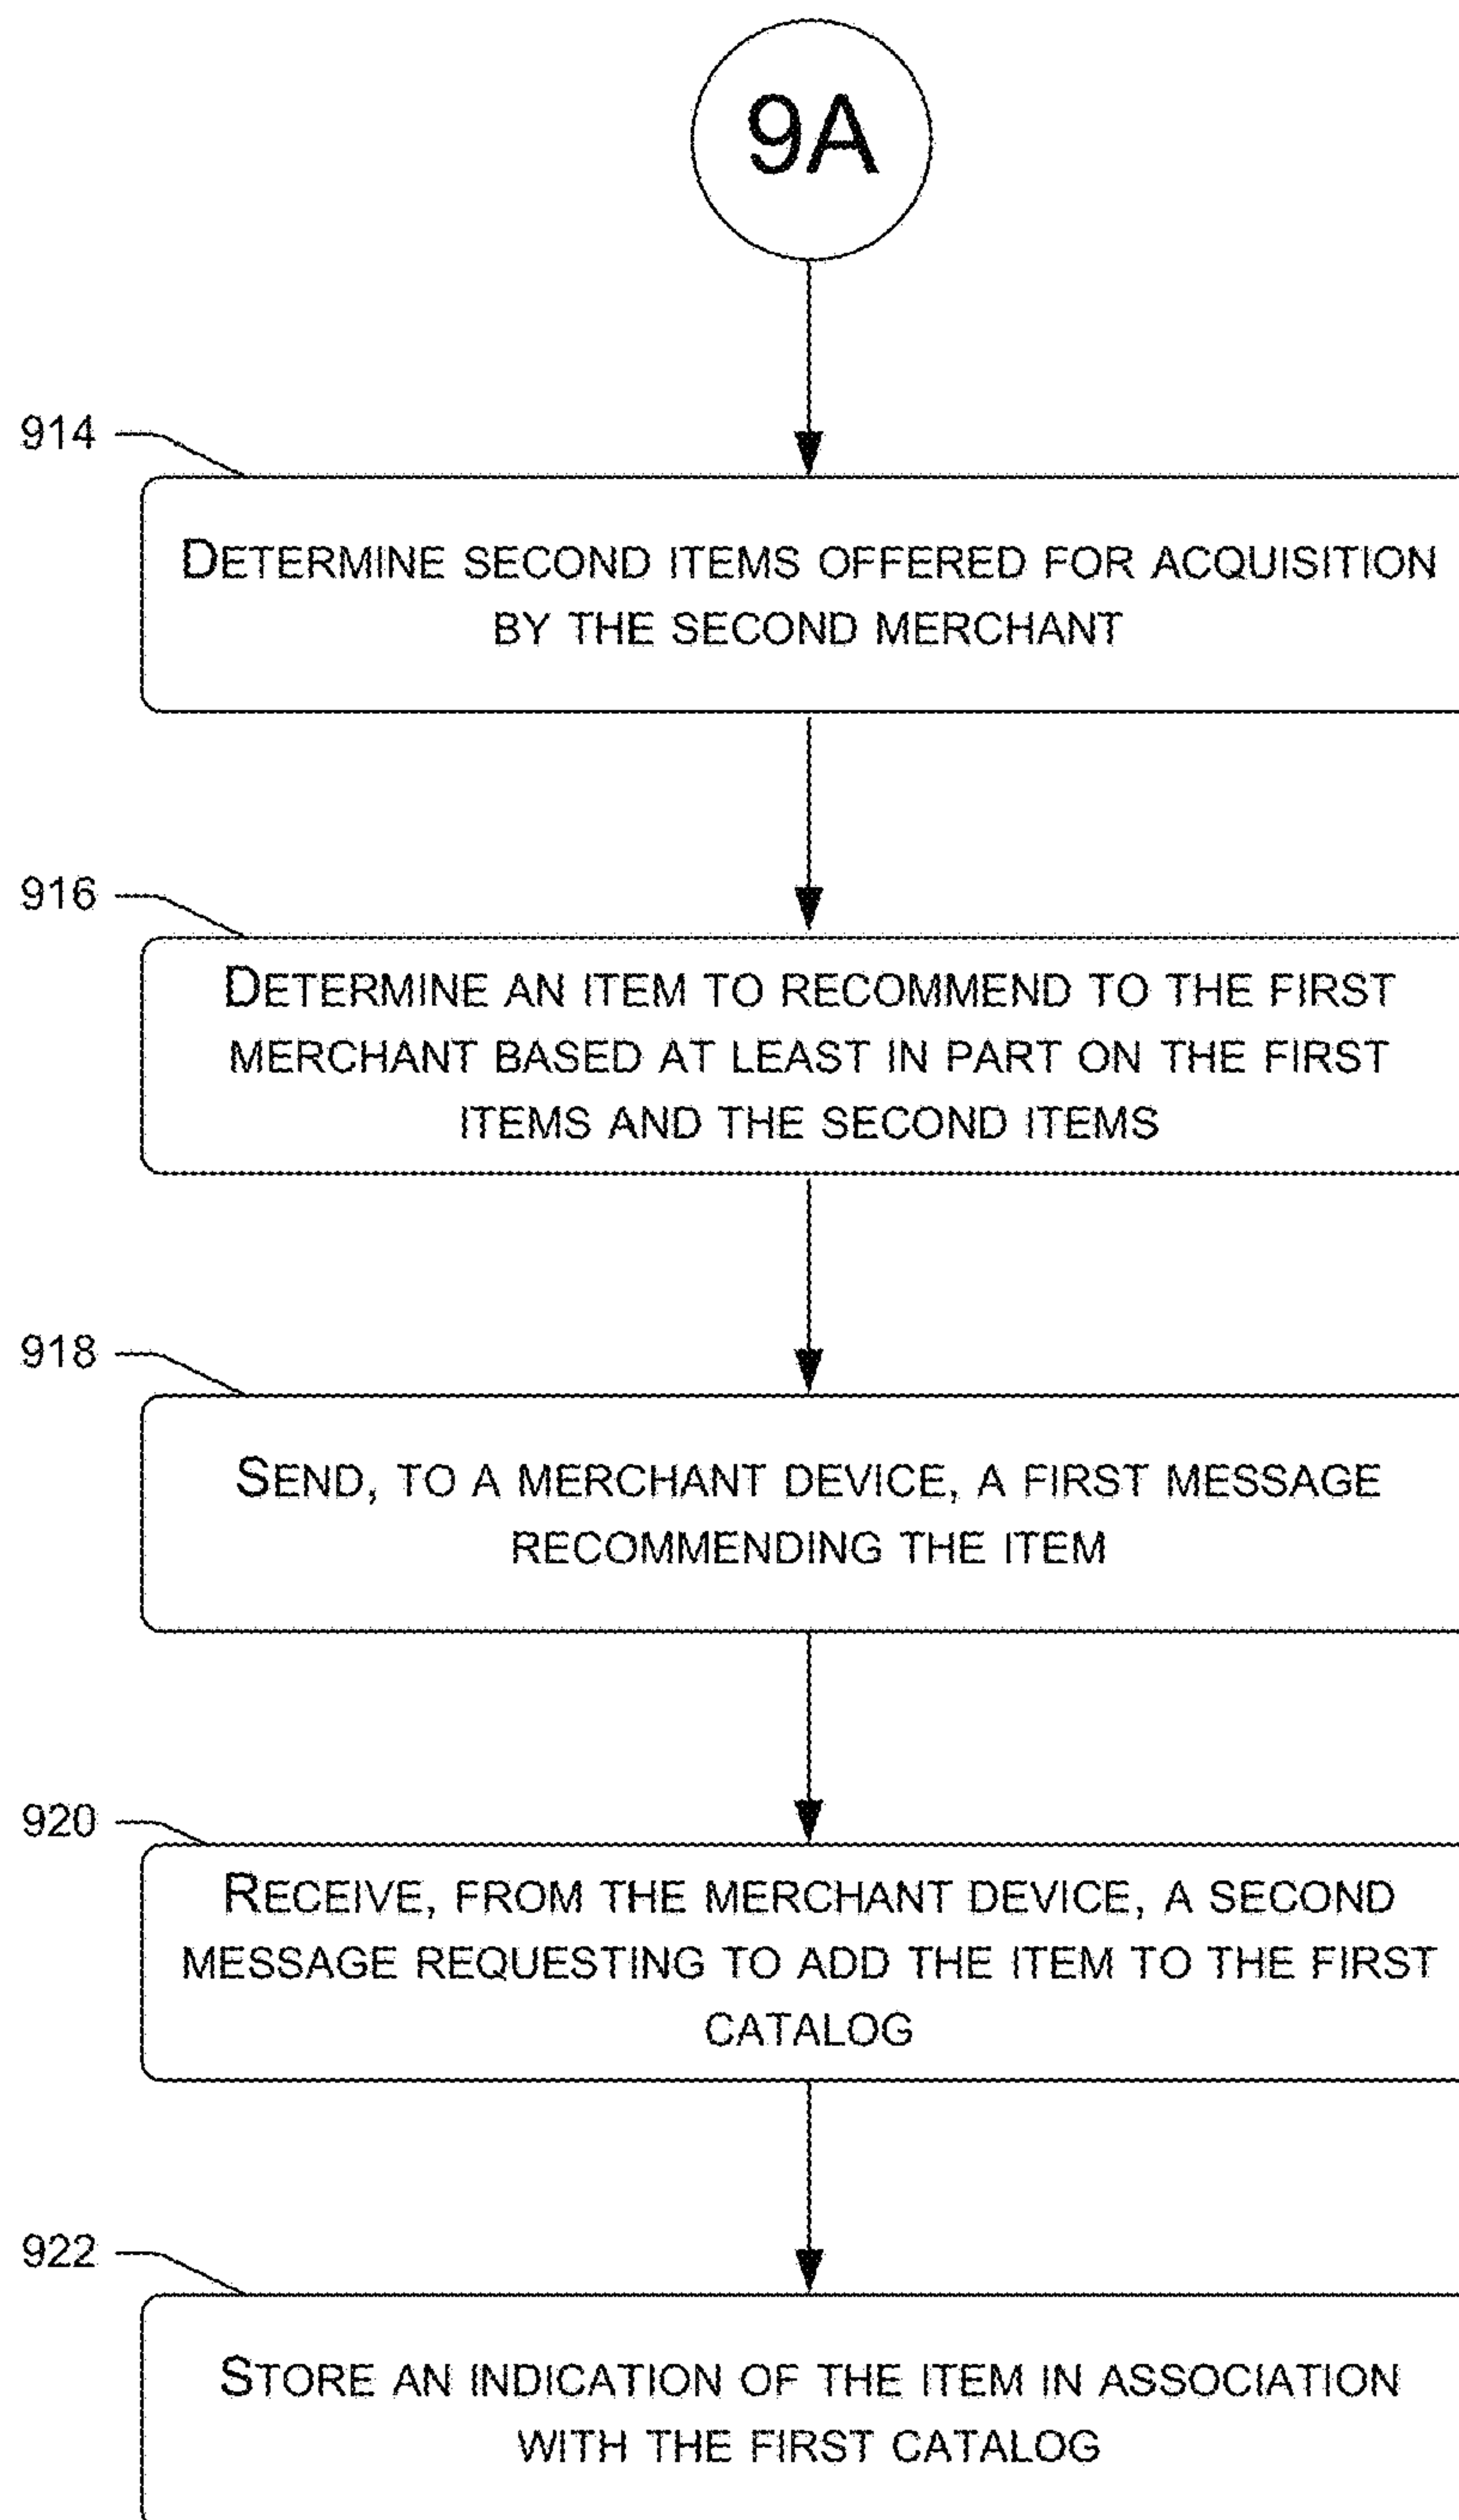 9A
914
DETERMINE SECOND ITEMS OFFERED FOR ACQUISITION
BY THE SECOND MERCHANT
916
DETERMINE AN ITEM TO RECOMMEND TO THE FIRST
MERCHANT BASED AT LEAST IN PART ON THE FIRST
ITEMS AND THE SECOND ITEMS
918
SEND, TO A MERCHANT DEVICE, A FIRST MESSAGE
RECOMMENDING THE ITEM
920
RECEIVE, FROM THE MERCHANT DEVICE, A SECOND
MESSAGE REQUESTING TO ADD THE ITEM TO THE FIRST
CATALOG
922
STORE AN INDICATION OF THE ITEM IN ASSOCIATION
WITH THE FIRST CATALOG